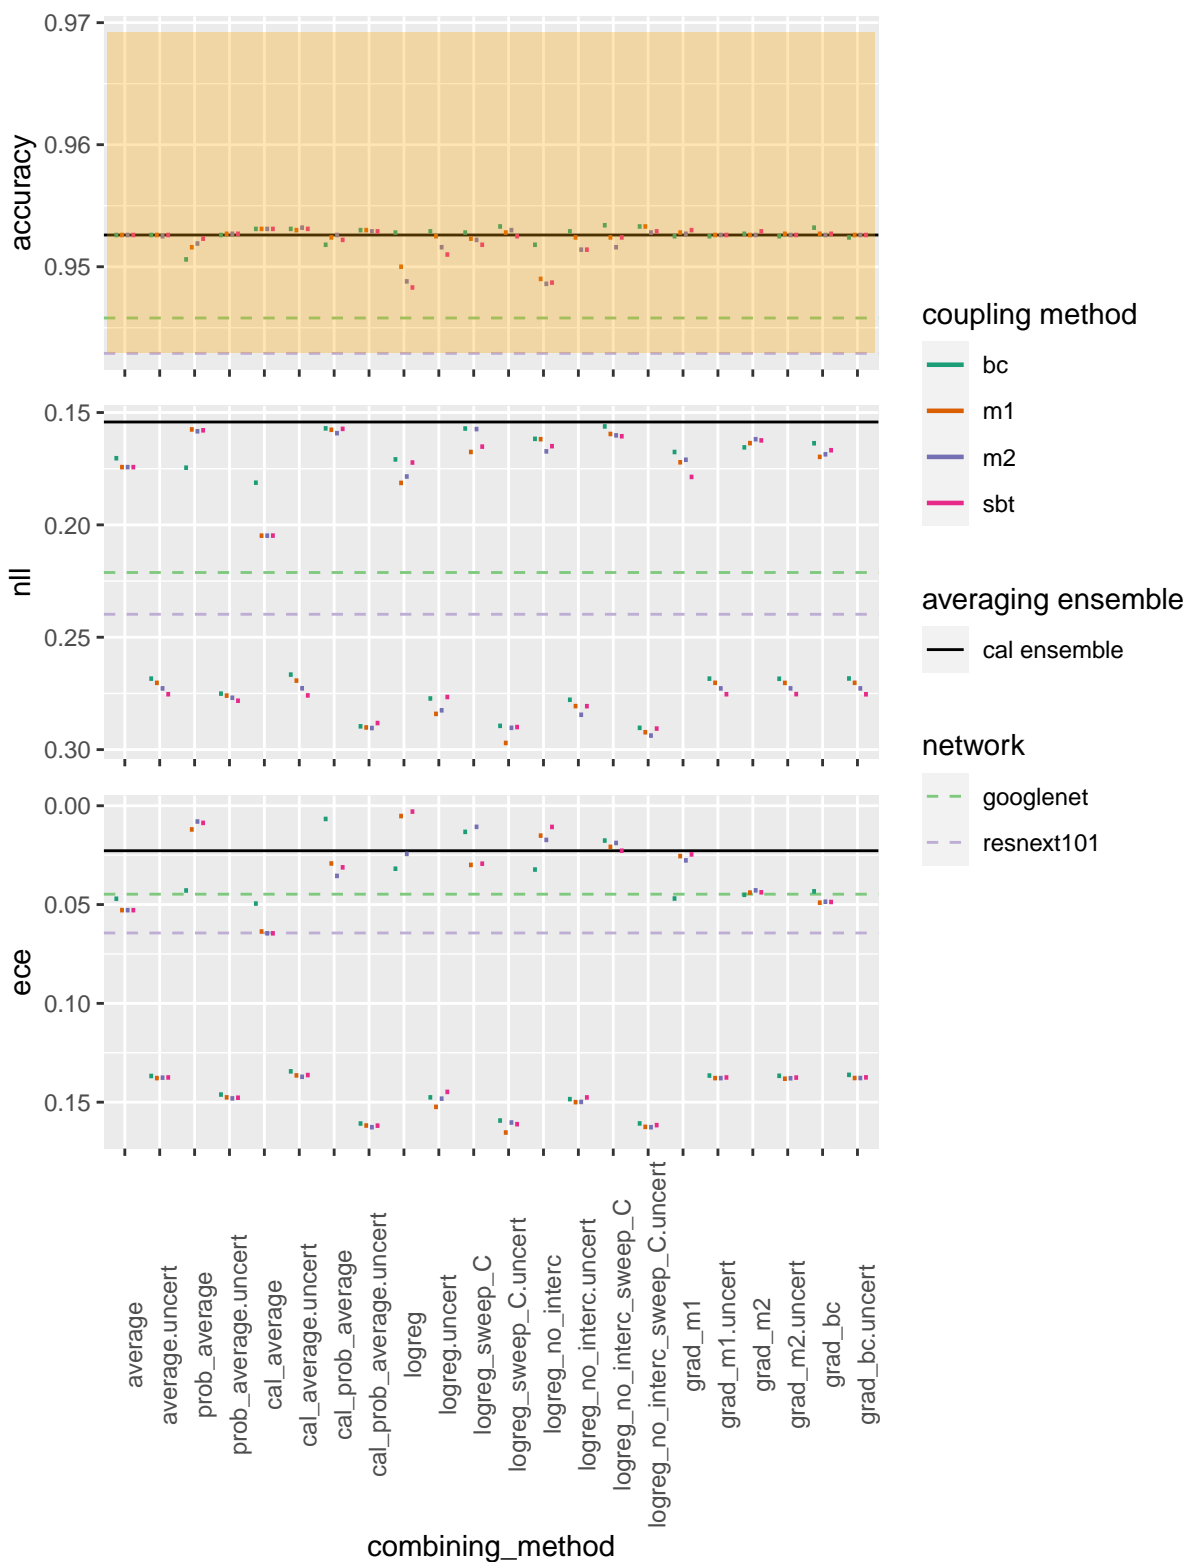 accuracy
0.97
0.96
0.95
nll
0.15
0.20
0.25
0.30
ece
0.00
0.05
0.10
0.15
average
average.uncert
prob_average
prob_average.uncert
cal_average
cal_average.uncert
cal_prob_average
cal_prob_average.uncert
logreg
logreg.uncert
logreg_sweep_C
logreg_sweep_C.uncert
logreg_no_interc
logreg_no_interc.uncert
logreg_no_interc_sweep_C
logreg_no_interc_sweep_C.uncert
grad_m1
grad_m1.uncert
grad_m2
grad_m2.uncert
grad_bc
grad_bc.uncert
combining_method
coupling method
bc
m1
m2
sbt
averaging ensemble
cal ensemble
network
googlenet
resnext101